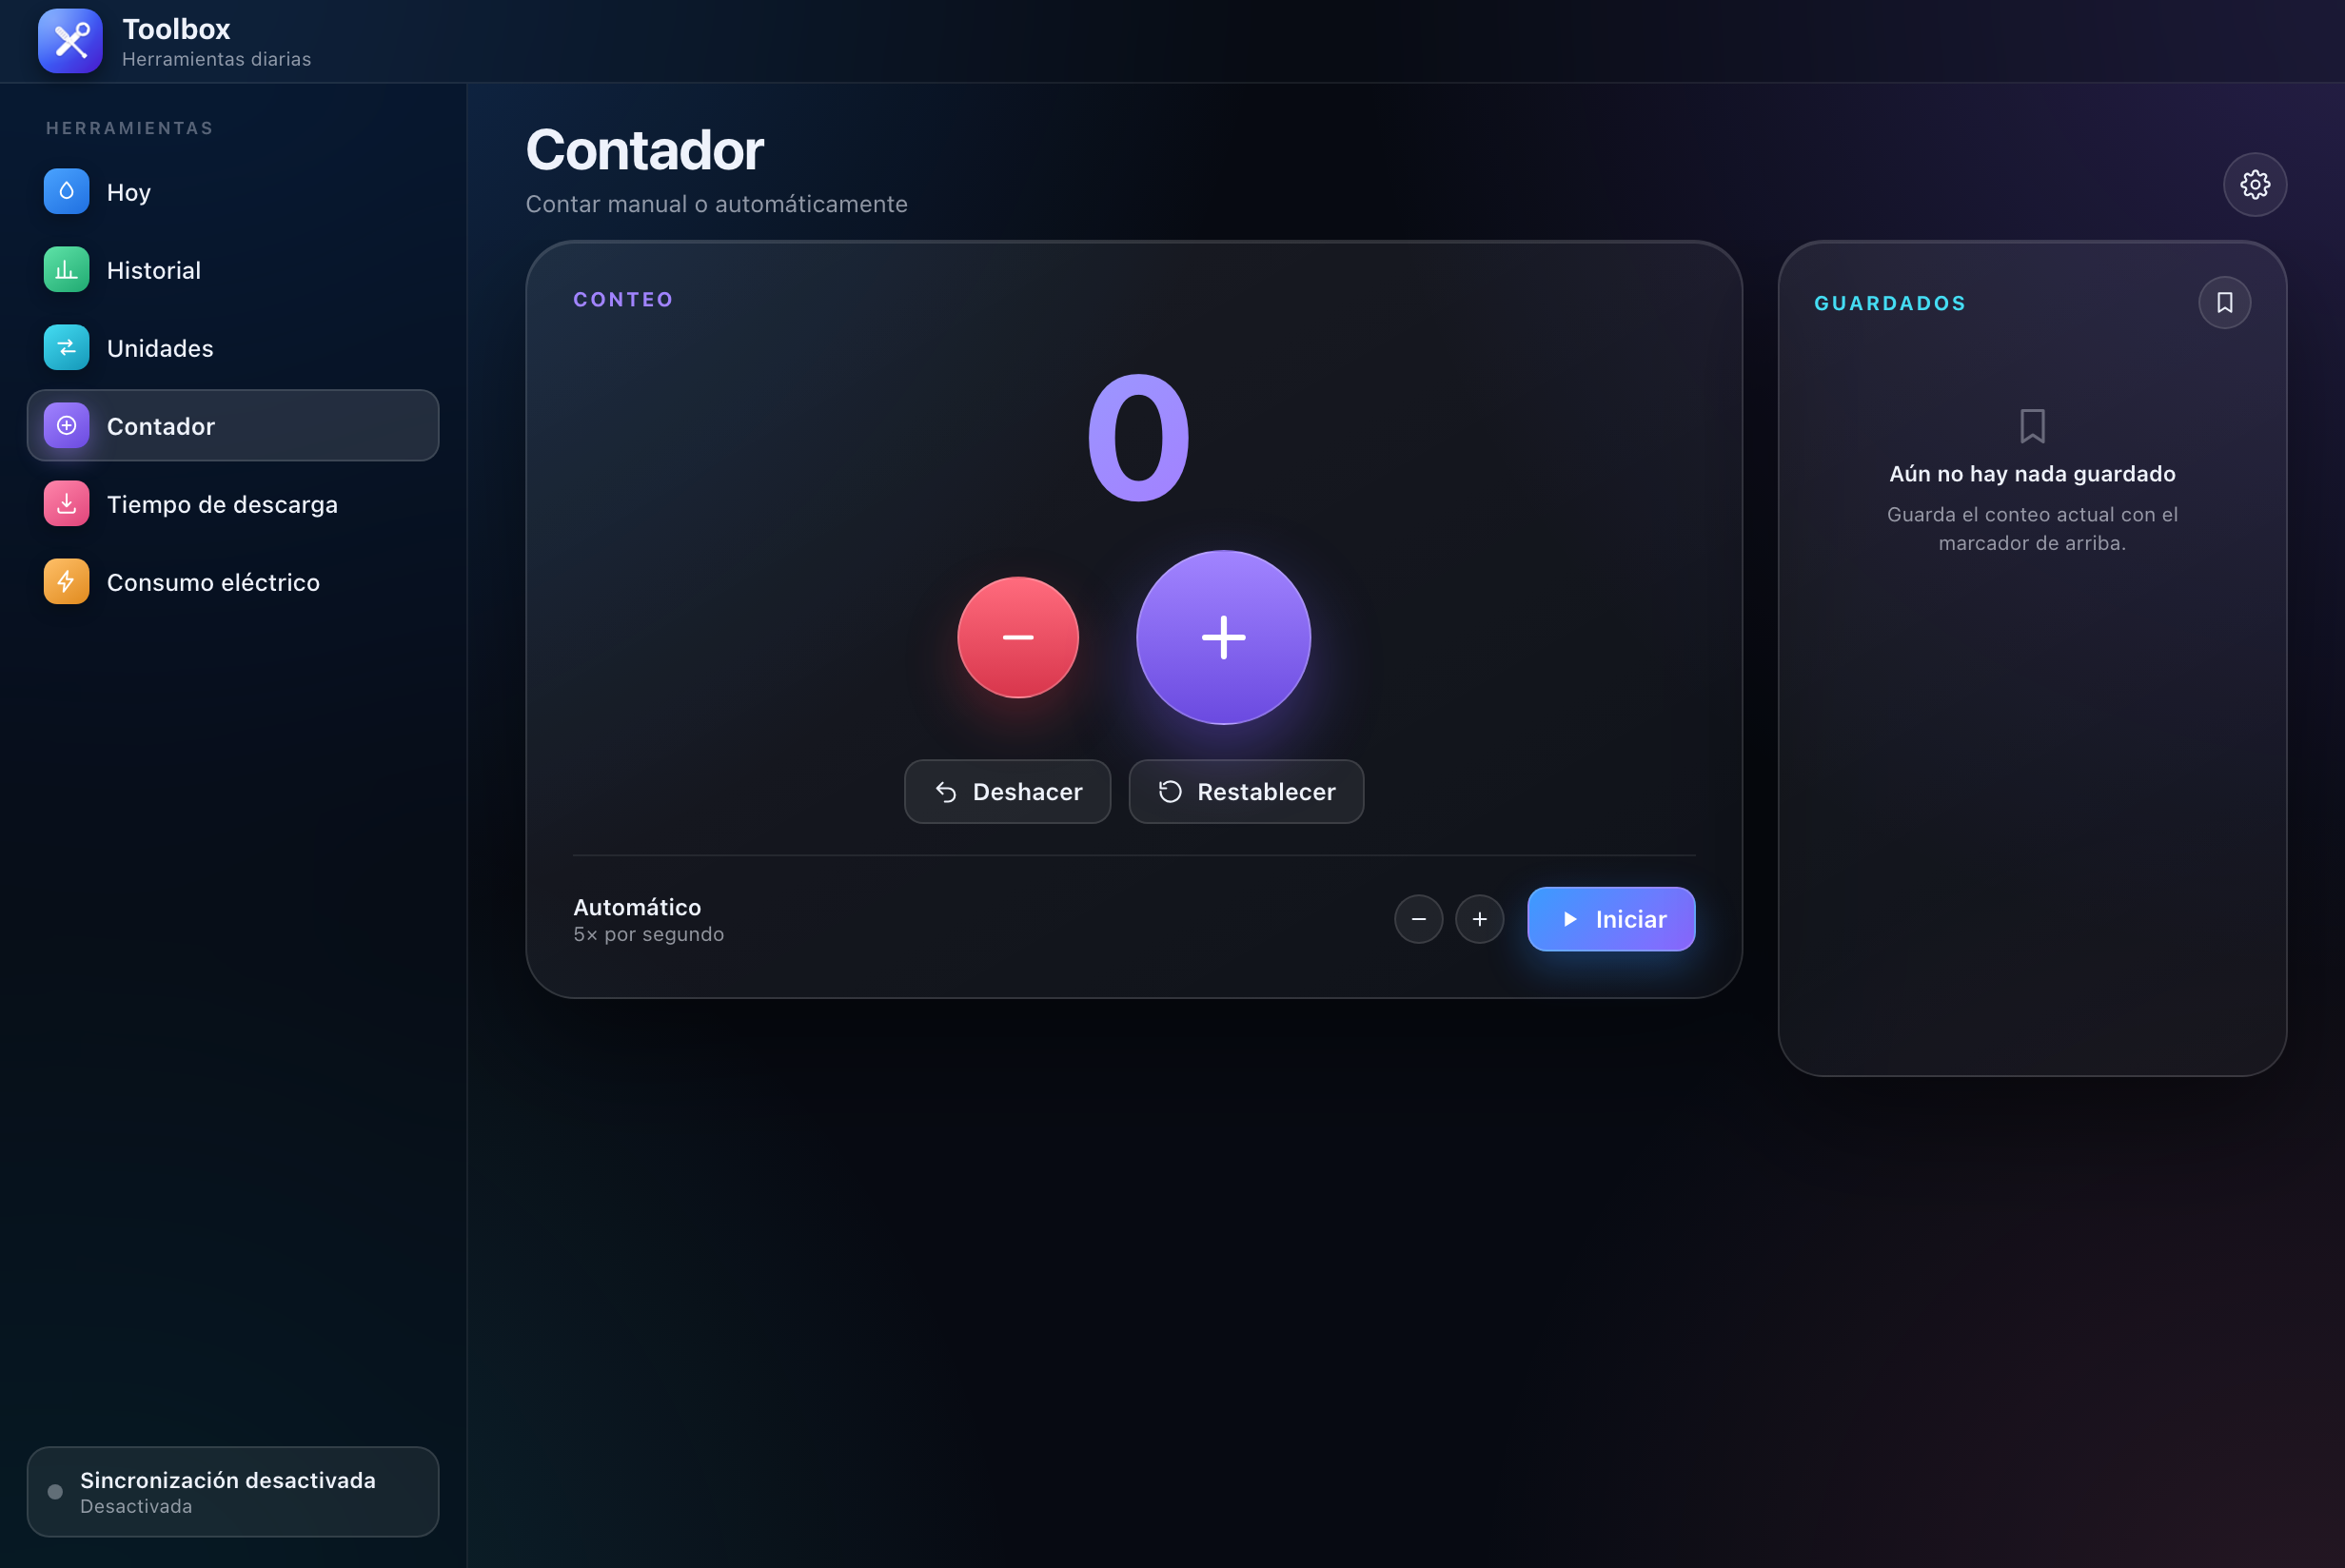 Toolbox
Herramientas diarias
HERRAMIENTAS
Hoy
Historial
Unidades
Contador
Tiempo de descarga
Consumo eléctrico
Sincronización desactivada
Desactivada
Contador
Contar manual o automáticamente
CONTEO
0
Deshacer
Restablecer
Automático
5× por segundo
Iniciar
GUARDADOS
Aún no hay nada guardado
Guarda el conteo actual con el
marcador de arriba.